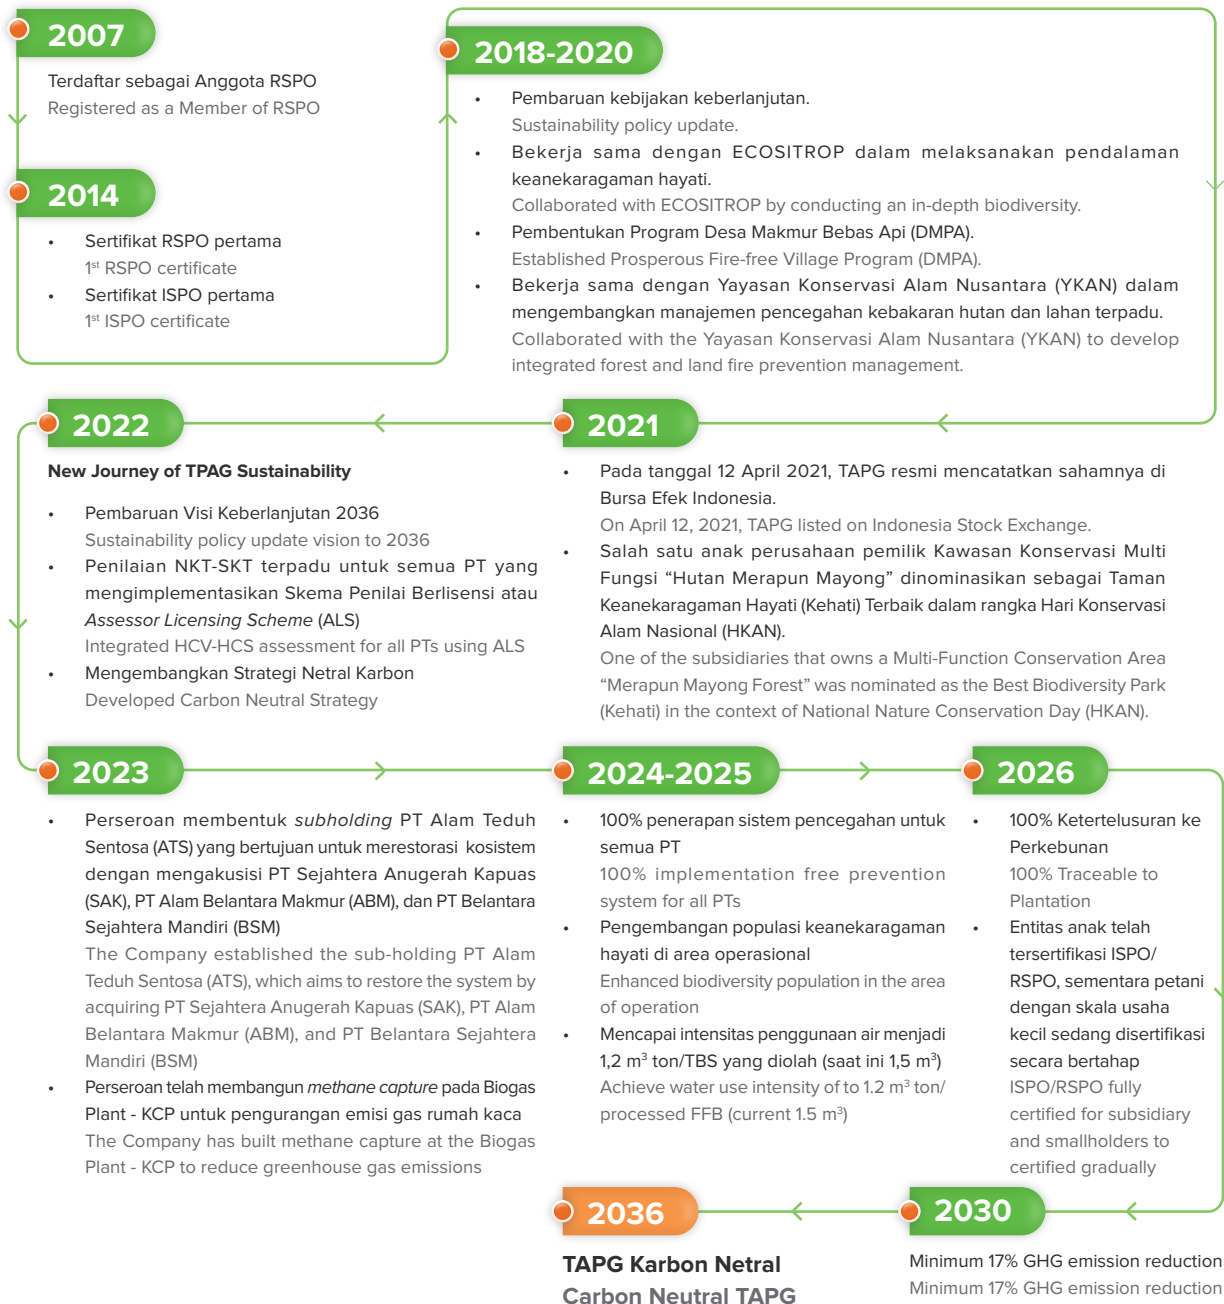 2007
Terdaftar sebagai Anggota RSPO
Registered as a Member of RSPO
2014
• Sertifikat RSPO pertama
1st RSPO certificate
• Sertifikat ISPO pertama
1st ISPO certificate
2018-2020
• Pembaruan kebijakan keberlanjutan.
Sustainability policy update.
• Bekerja sama dengan ECOSITROP dalam melaksanakan pendalaman
keanekaragaman hayati.
Collaborated with ECOSITROP by conducting an in-depth biodiversity.
• Pembentukan Program Desa Makmur Bebas Api (DMPA).
Established Prosperous Fire-free Village Program (DMPA).
• Bekerja sama dengan Yayasan Konservasi Alam Nusantara (YKAN) dalam
mengembangkan manajemen pencegahan kebakaran hutan dan lahan terpadu.
Collaborated with the Yayasan Konservasi Alam Nusantara (YKAN) to develop
integrated forest and land fire prevention management.
2021
• Pada tanggal 12 April 2021, TAPG resmi mencatatkan sahamnya di
Bursa Efek Indonesia.
On April 12, 2021, TAPG listed on Indonesia Stock Exchange.
• Salah satu anak perusahaan pemilik Kawasan Konservasi Multi
Fungsi “Hutan Merapun Mayong” dinominasikan sebagai Taman
Keanekaragaman Hayati (Kehati) Terbaik dalam rangka Hari Konservasi
Alam Nasional (HKAN).
One of the subsidiaries that owns a Multi-Function Conservation Area
“Merapun Mayong Forest” was nominated as the Best Biodiversity Park
(Kehati) in the context of National Nature Conservation Day (HKAN).
2022
New Journey of TPAG Sustainability
• Pembaruan Visi Keberlanjutan 2036
Sustainability policy update vision to 2036
• Penilaian NKT-SKT terpadu untuk semua PT yang
mengimplementasikan Skema Penilai Berlisensi atau
Assessor Licensing Scheme (ALS)
Integrated HCV-HCS assessment for all PTs using ALS
• Mengembangkan Strategi Netral Karbon
Developed Carbon Neutral Strategy
2023
• Perseroan membentuk subholding PT Alam Teduh
Sentosa (ATS) yang bertujuan untuk merestorasi kosistem
dengan mengakusisi PT Sejahtera Anugerah Kapuas
(SAK), PT Alam Belantara Makmur (ABM), dan PT Belantara
Sejahtera Mandiri (BSM)
The Company established the sub-holding PT Alam
Teduh Sentosa (ATS), which aims to restore the system by
acquiring PT Sejahtera Anugerah Kapuas (SAK), PT Alam
Belantara Makmur (ABM), and PT Belantara Sejahtera
Mandiri (BSM)
• Perseroan telah membangun methane capture pada Biogas
Plant - KCP untuk pengurangan emisi gas rumah kaca
The Company has built methane capture at the Biogas
Plant - KCP to reduce greenhouse gas emissions
2024-2025
• 100% penerapan sistem pencegahan untuk
semua PT
100% implementation free prevention
system for all PTs
• Pengembangan populasi keanekaragaman
hayati di area operasional
Enhanced biodiversity population in the area
of operation
• Mencapai intensitas penggunaan air menjadi
1,2 m³ ton/TBS yang diolah (saat ini 1,5 m³)
Achieve water use intensity of to 1.2 m³ ton/
processed FFB (current 1.5 m³)
2026
• 100% Ketertelusuran ke
Perkebunan
100% Traceable to
Plantation
• Entitas anak telah
tersertifikasi ISPO/
RSPO, sementara petani
dengan skala usaha
kecil sedang disertifikasi
secara bertahap
ISPO/RSPO fully
certified for subsidiary
and smallholders to
certified gradually
2030
Minimum 17% GHG emission reduction
Minimum 17% GHG emission reduction
2036
TAPG Karbon Netral
Carbon Neutral TAPG